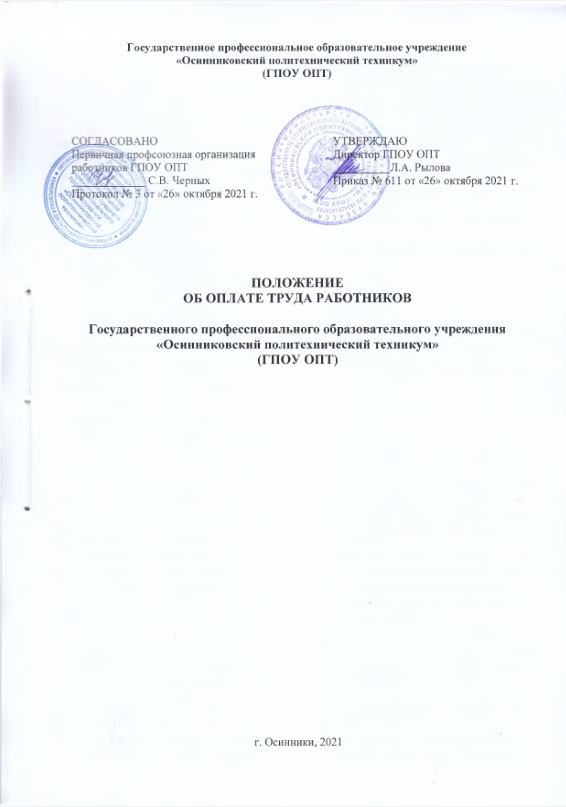 Государственное профессиональное образовательное учреждение
«Осинниковский политехнический техникум»
(ГПОУ ОПТ)
СОГЛАСОВАНО
Первичная профсоюзная организация
работников ГПОУ ОПТ
С.В. Черных
Протокол № 3 от «26» октября 2021 г.
УТВЕРЖДАЮ
Директор ГПОУ ОПТ
Л.А. Рылова
Приказ № 611 от «26» октября 2021 г.
ПОЛОЖЕНИЕ
ОБ ОПЛАТЕ ТРУДА РАБОТНИКОВ
Государственного профессионального образовательного учреждения
«Осинниковский политехнический техникум»
(ГПОУ ОПТ)
г. Осинники, 2021